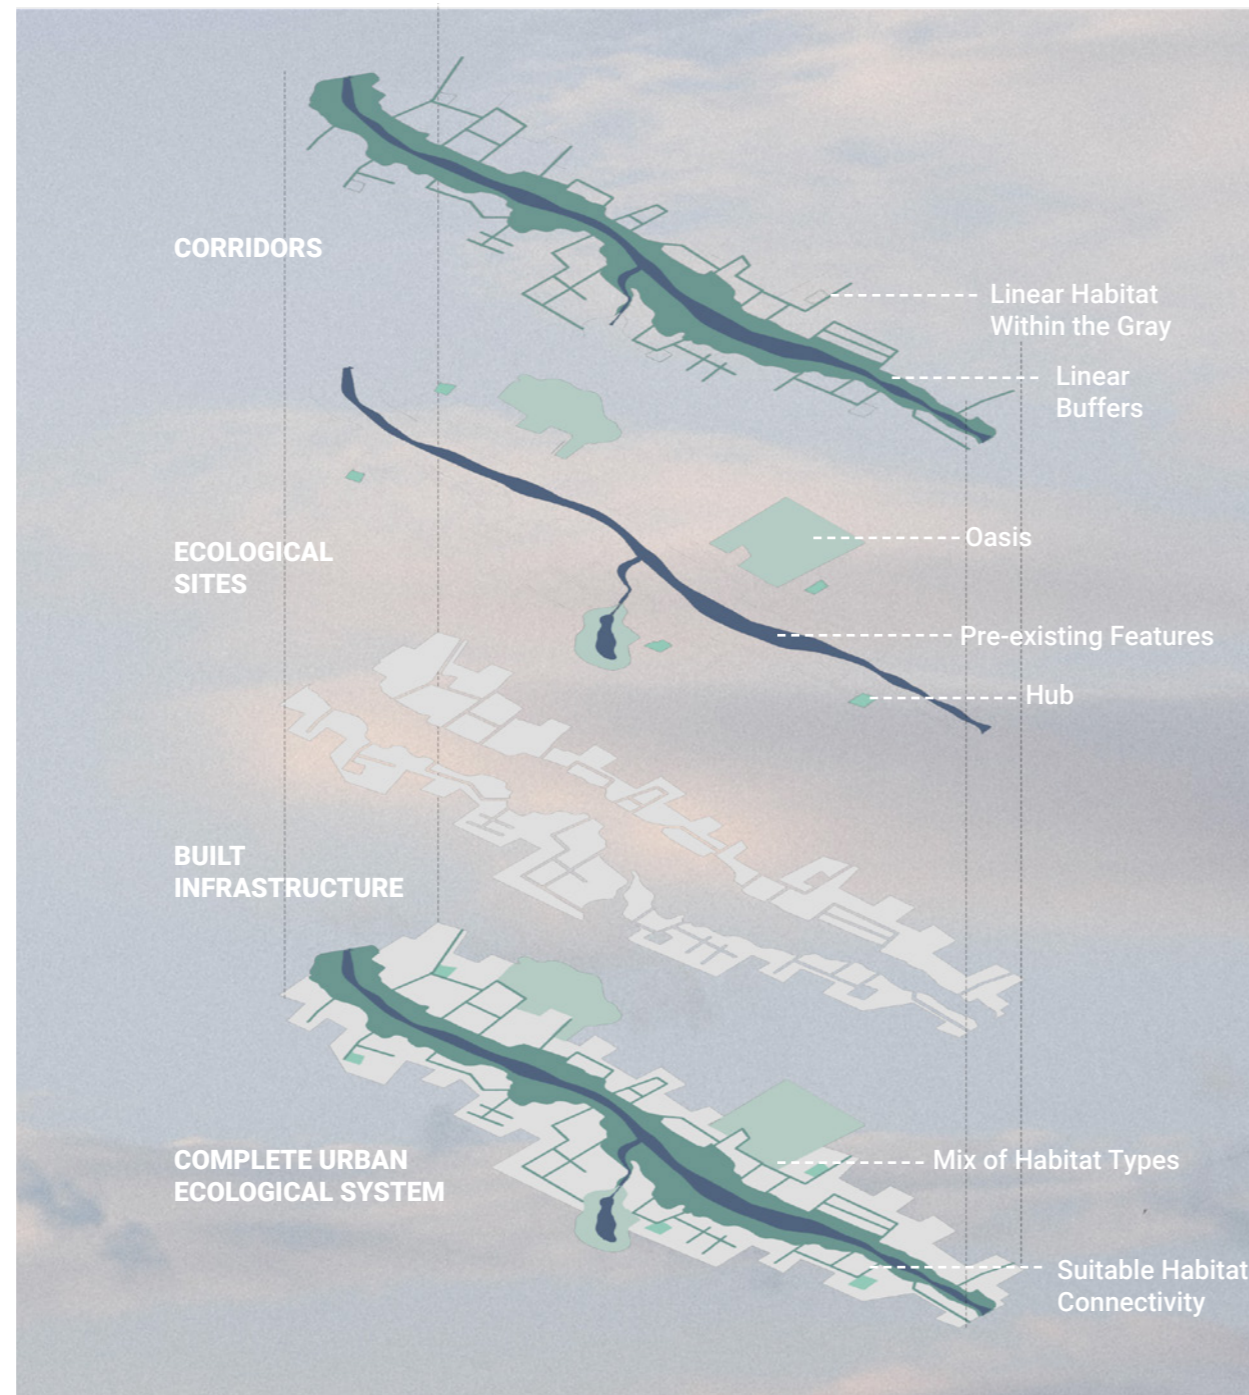 CORRIDORS
Linear Habitat
Within the Gray
Linear
Buffers
ECOLOGICAL
SITES
Oasis
Pre-existing Features
Hub
BUILT
INFRASTRUCTURE
COMPLETE URBAN
ECOLOGICAL SYSTEM
Mix of Habitat Types
Suitable Habitat
Connectivity